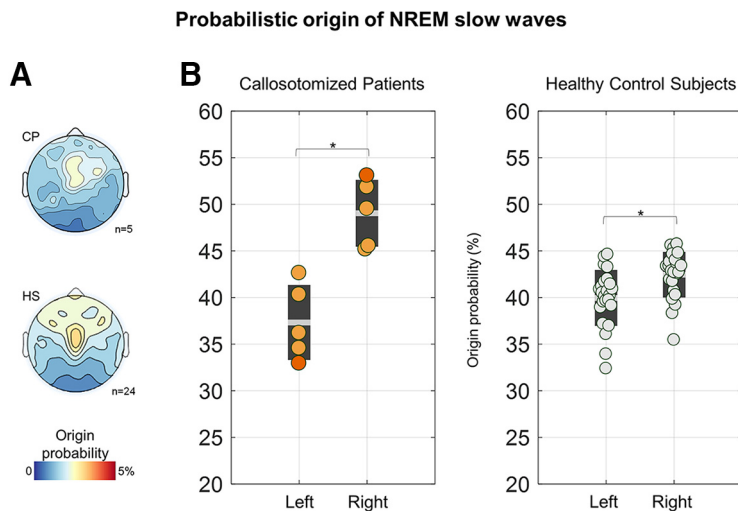 Probabilistic origin of NREM slow waves
A
CP
n=5
HS
n=24
Origin
probability
0
5%
B
Callosotomized Patients
60
55
50
45
40
35
30
25
20
*
Left
Right
Healthy Control Subjects
Origin probability (%)
60
55
50
45
40
35
30
25
20
*
Left
Right